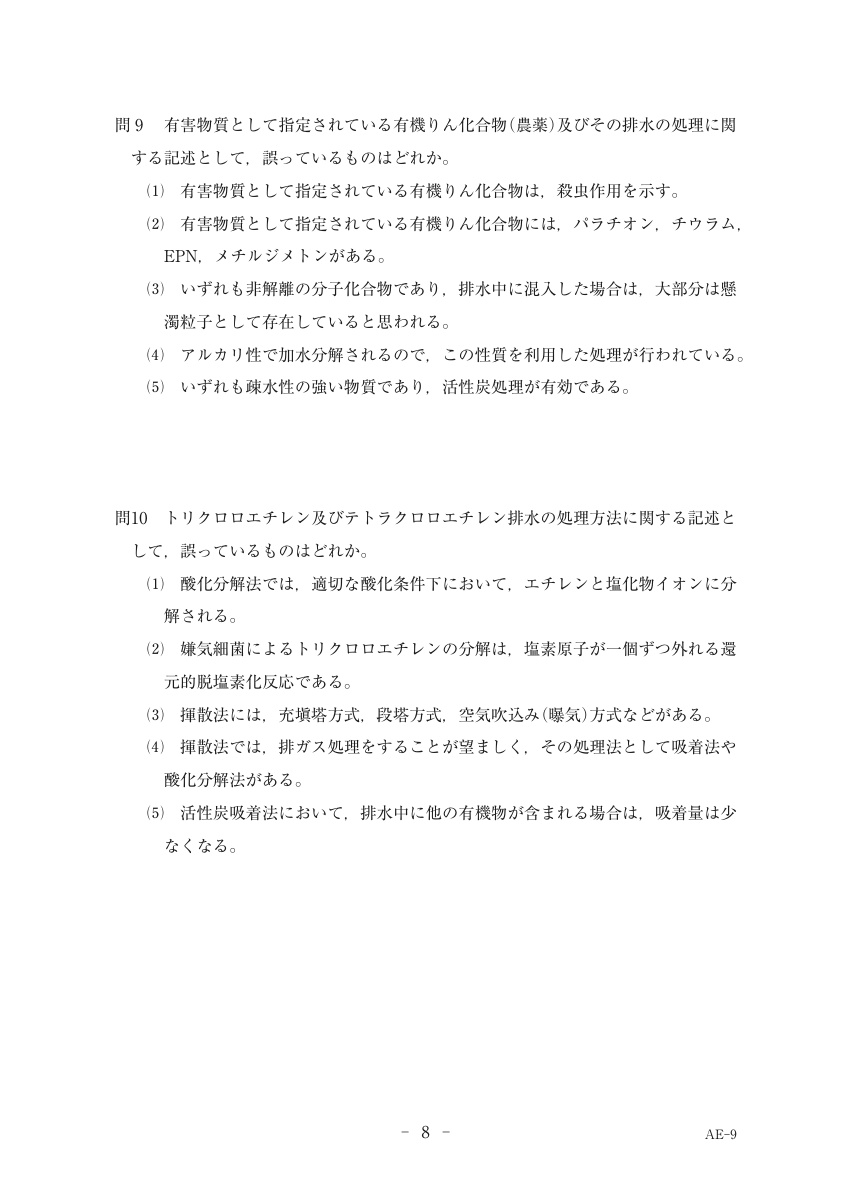 問９　有害物質として指定されている有機りん化合物(農薬)及びその排水の処理に関
する記述として，誤っているものはどれか。
⑴　有害物質として指定されている有機りん化合物は，殺虫作用を示す。
⑵　有害物質として指定されている有機りん化合物には，パラチオン，チウラム，
EPN，メチルジメトンがある。
⑶　いずれも非解離の分子化合物であり，排水中に混入した場合は，大部分は懸
濁粒子として存在していると思われる。
⑷　アルカリ性で加水分解されるので，この性質を利用した処理が行われている。
⑸　いずれも疎水性の強い物質であり，活性炭処理が有効である。
問10　トリクロロエチレン及びテトラクロロエチレン排水の処理方法に関する記述と
して，誤っているものはどれか。
⑴　酸化分解法では，適切な酸化条件下において，エチレンと塩化物イオンに分
解される。
⑵　嫌気細菌によるトリクロロエチレンの分解は，塩素原子が一個ずつ外れる還
元的脱塩素化反応である。
⑶　揮散法には，充塡塔方式，段塔方式，空気吹込み(曝気)方式などがある。
⑷　揮散法では，排ガス処理をすることが望ましく，その処理法として吸着法や
酸化分解法がある。
⑸　活性炭吸着法において，排水中に他の有機物が含まれる場合は，吸着量は少
なくなる。
− 8 −
AE−9